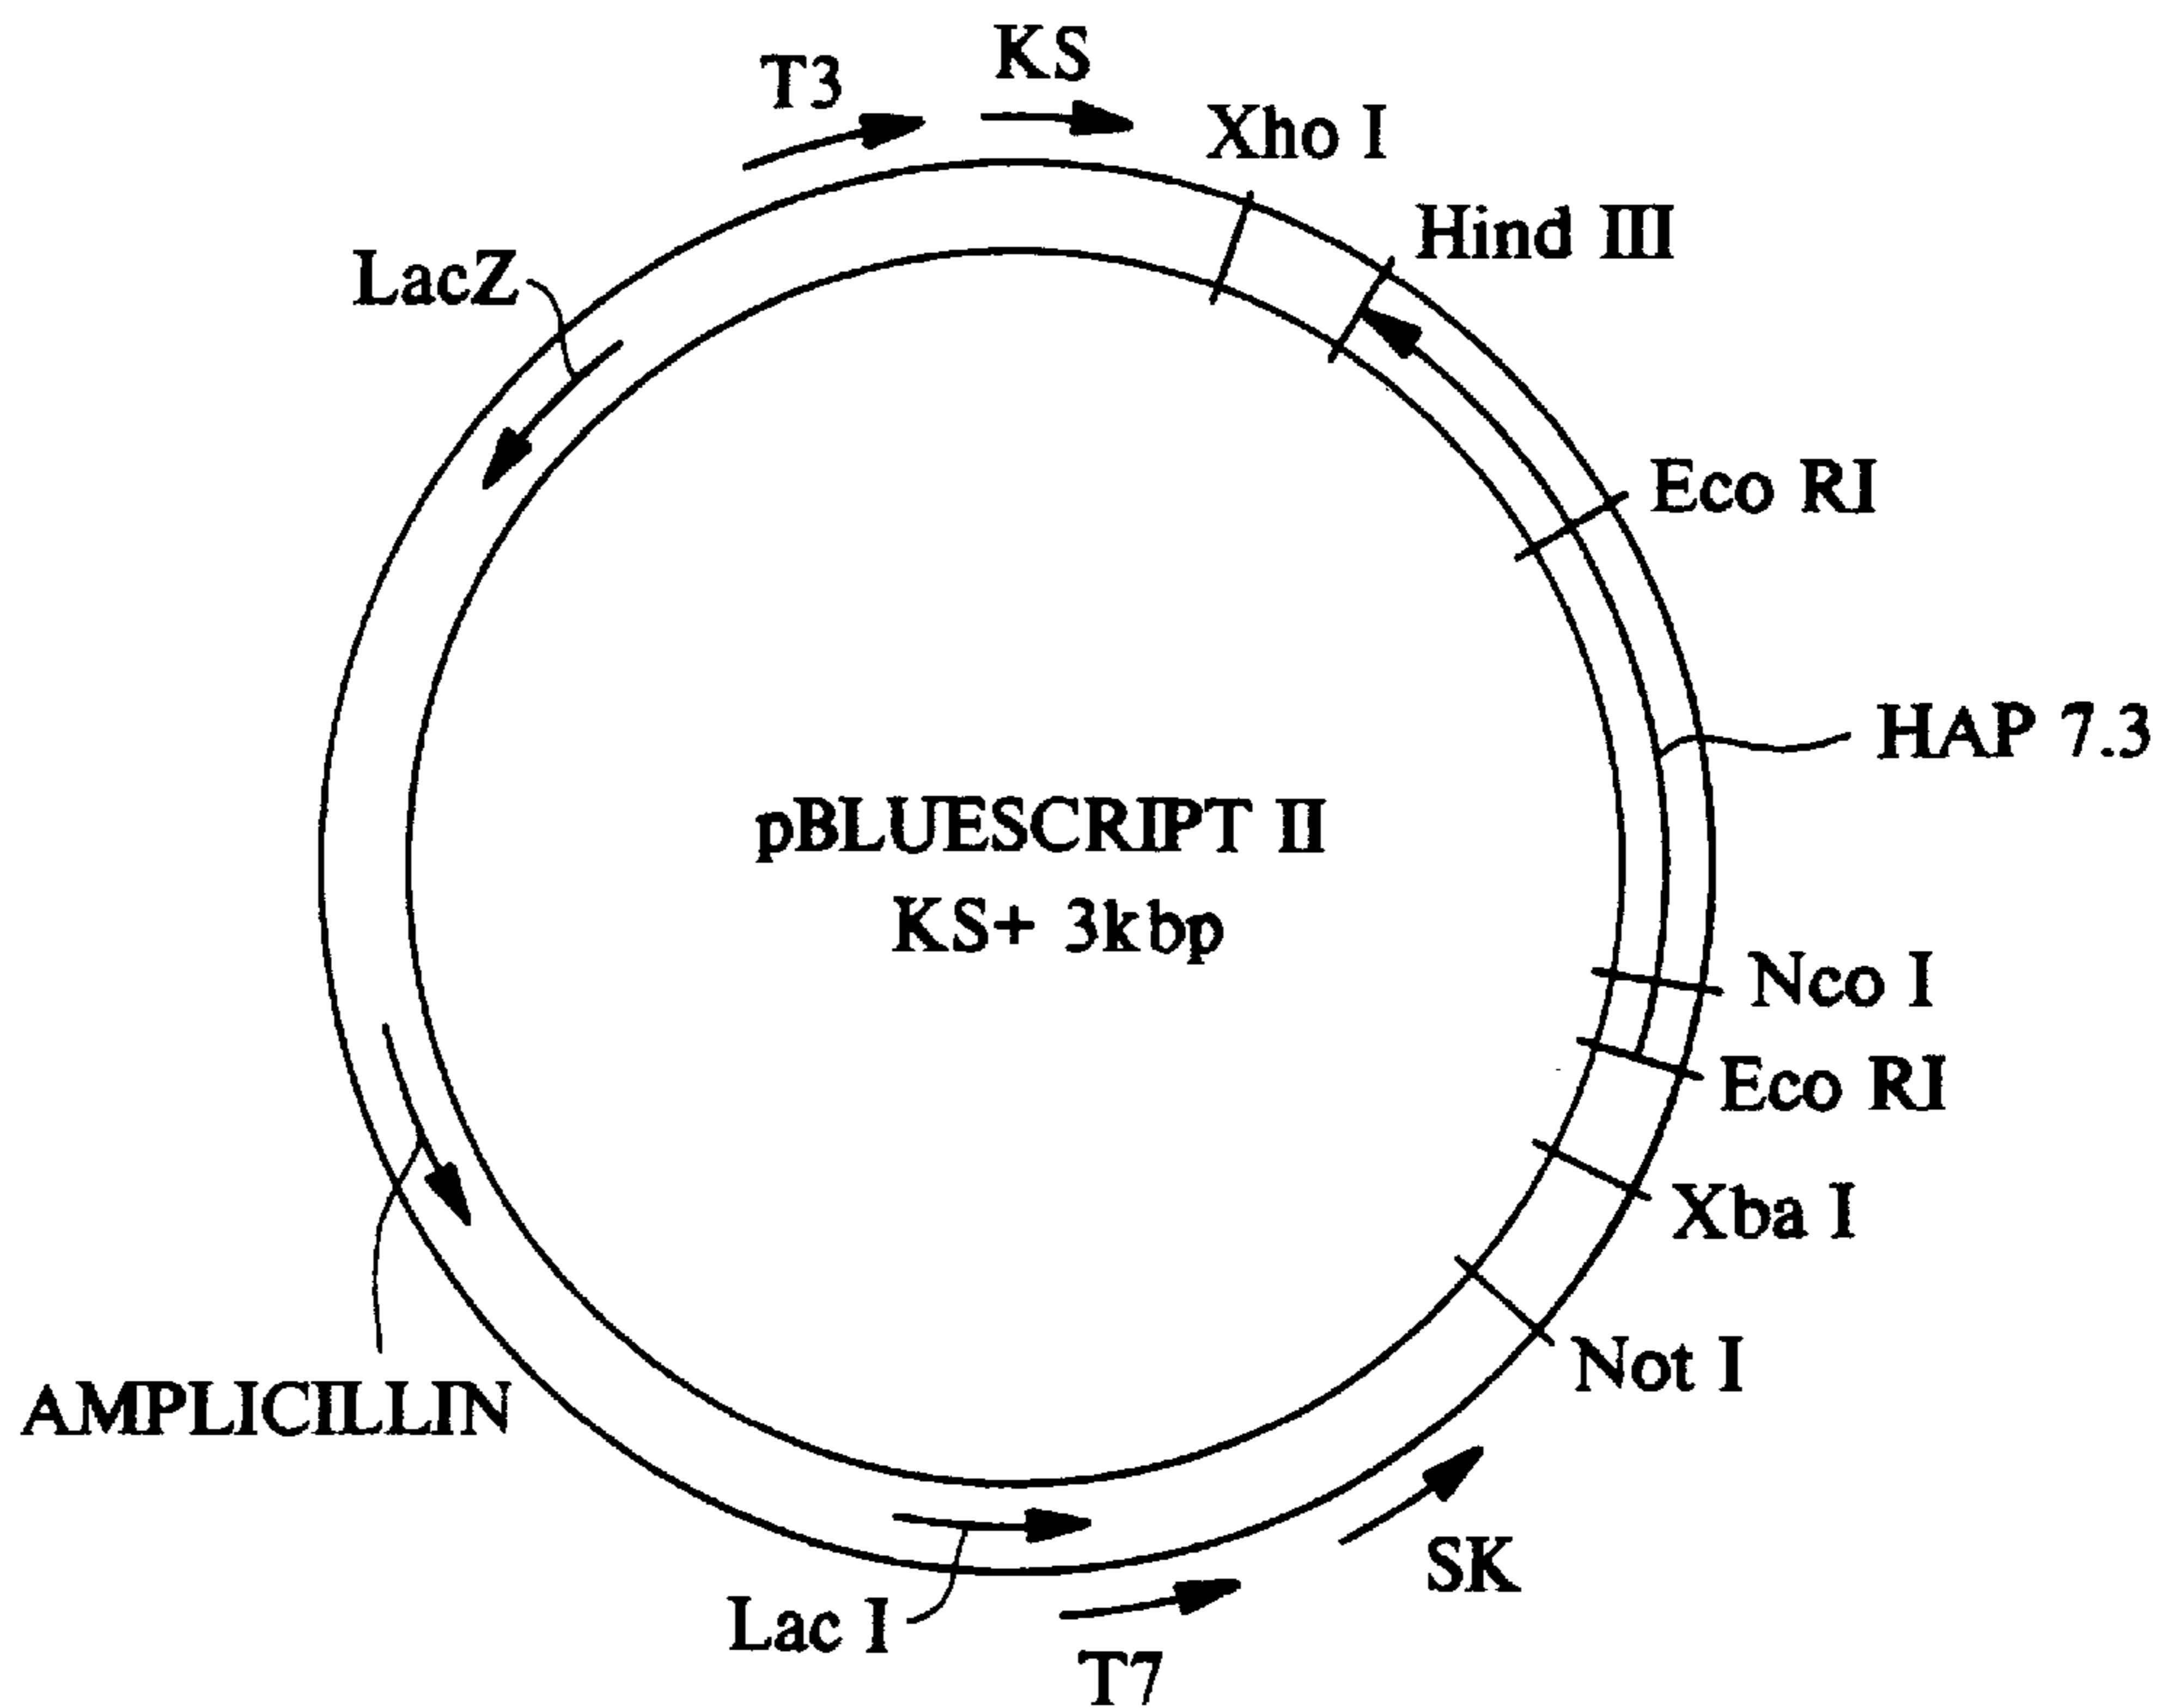 KS
T3
Xho I
Hind III
LacZ
Eco RI
HAP 7.3
pBLUESCRIPT II
KS+ 3kbp
Nco I
Eco RI
Xba I
Not I
AMPLICILLIN
SK
Lac I
T7